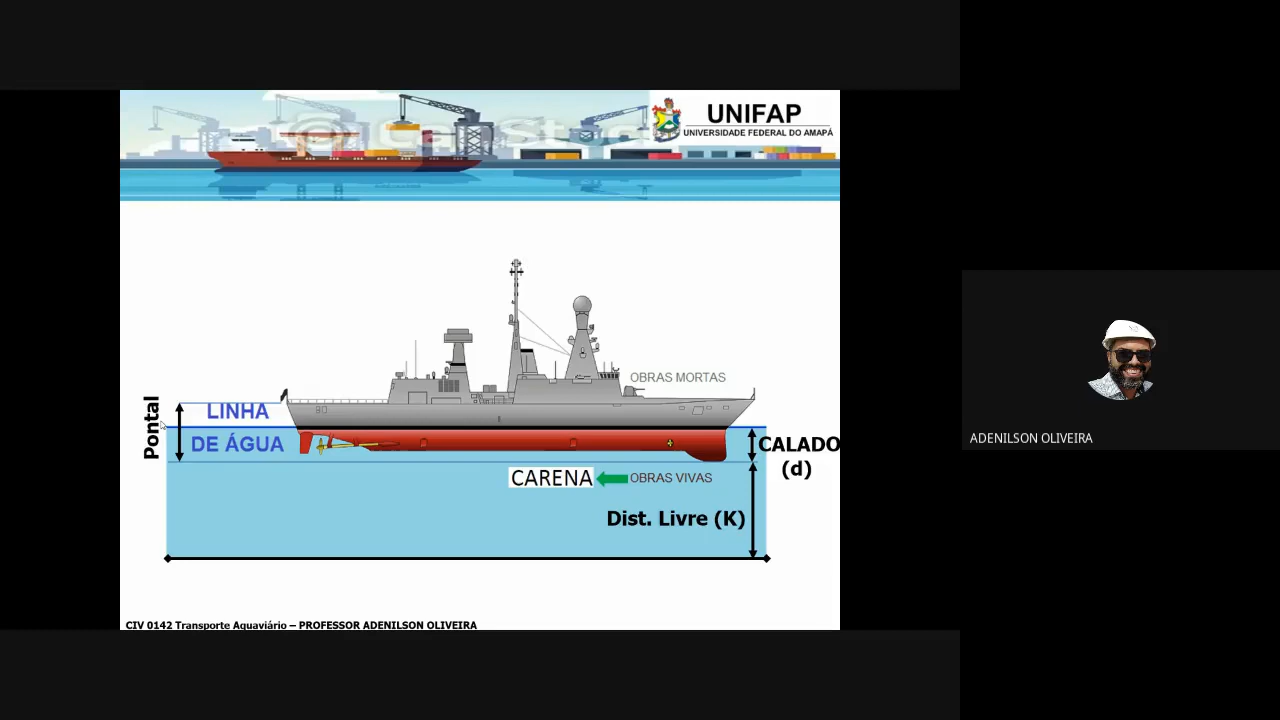 UNIFAP
UNIVERSIDADE FEDERAL DO AMAPÁ
OBRAS MORTAS
Pontal
LINHA
DE ÁGUA
CALADO
(d)
CARENA
OBRAS VIVAS
Dist. Livre (K)
CIV 0142 Transporte Aquaviário – PROFESSOR ADENILSON OLIVEIRA
ADENILSON OLIVEIRA